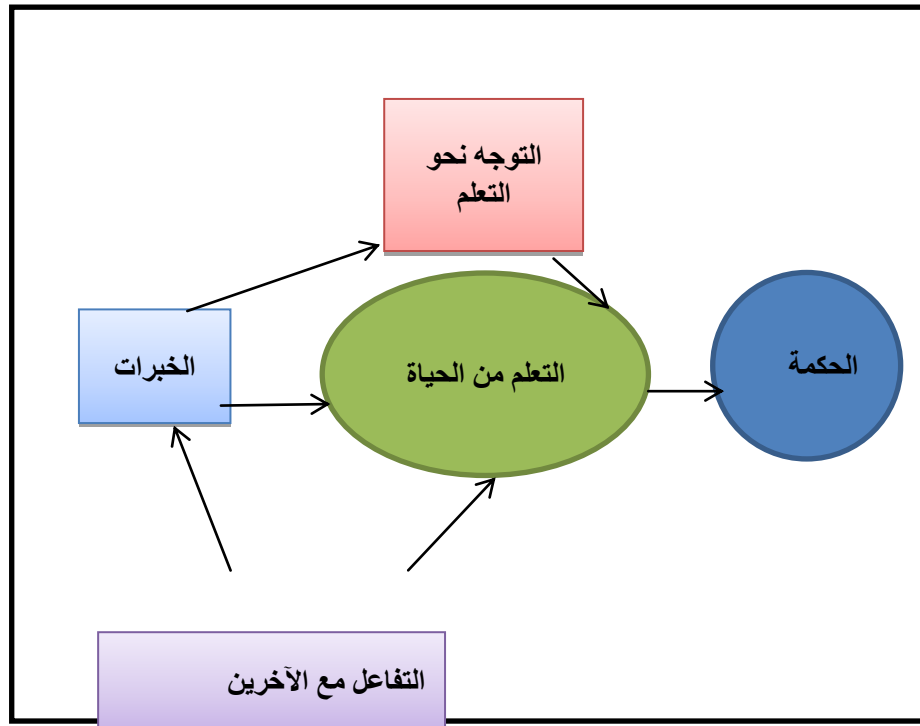 التوجه نحو
التعلم
الخبرات
التعلم من الحياة
الحكمة
التفاعل مع الآخرين